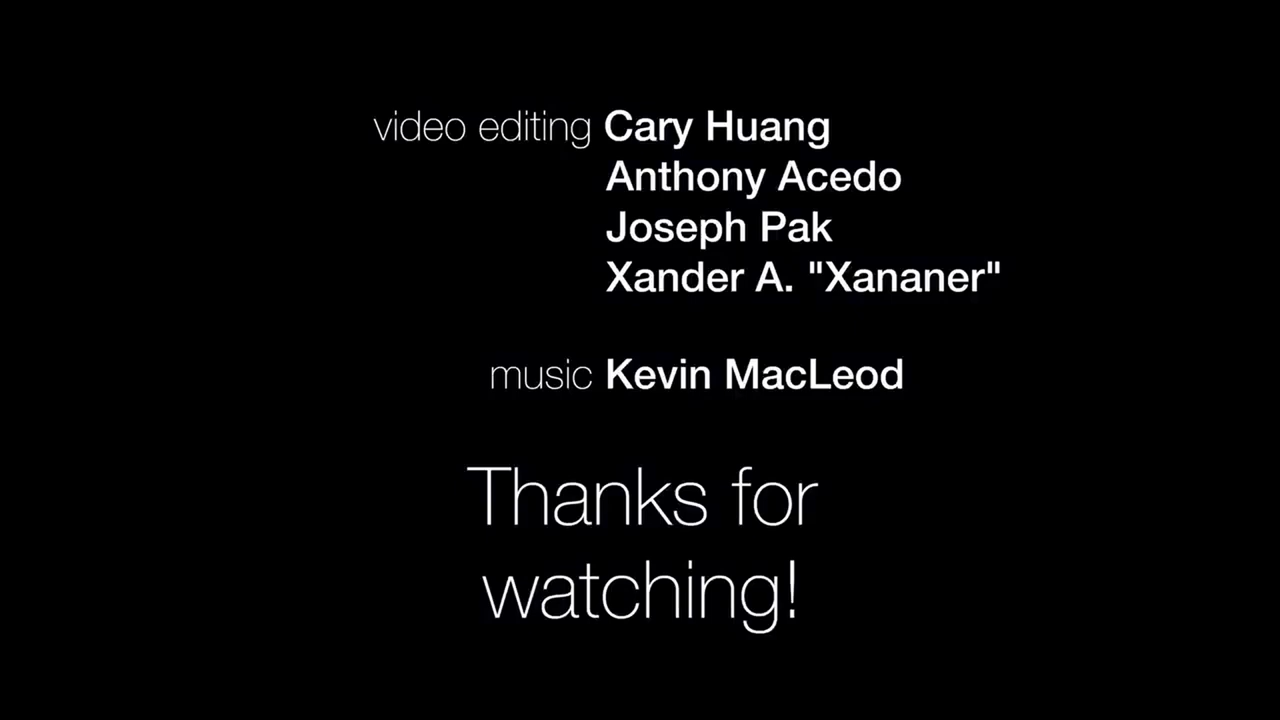 video editing Cary Huang
Anthony Acedo
Joseph Pak
Xander A. "Xananer"
music Kevin MacLeod
Thanks for
watching!